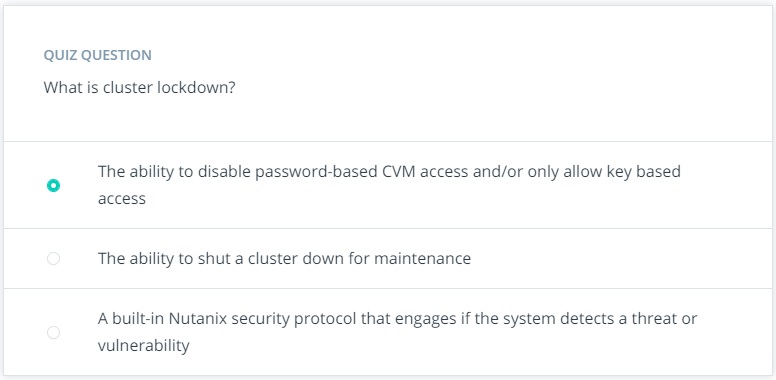 QUIZ QUESTION
What is cluster lockdown?
The ability to disable password-based CVM access and/or only allow key based
access
The ability to shut a cluster down for maintenance
A built-in Nutanix security protocol that engages if the system detects a threat or
vulnerability